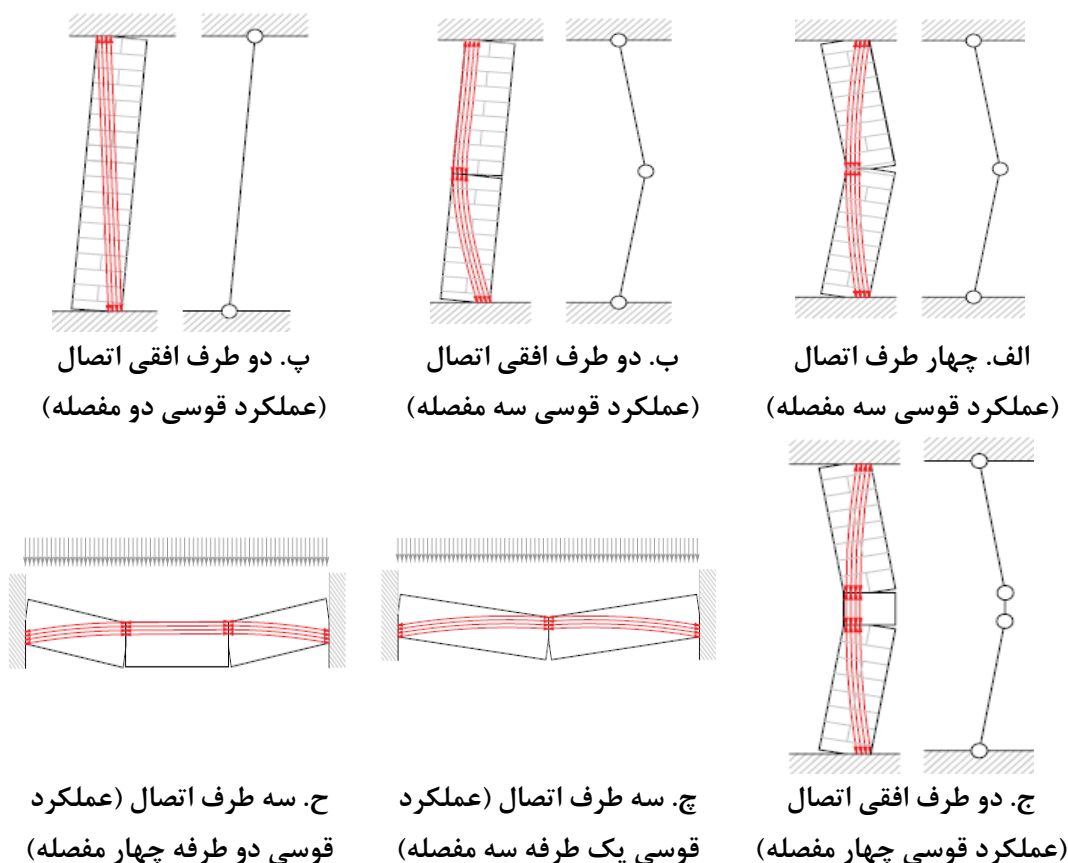 الف. چهار طرف اتصال
(عملکرد قوسی سه مفصله)
ب. دو طرف افقی اتصال
(عملکرد قوسی سه مفصله)
پ. دو طرف افقی اتصال
(عملکرد قوسی دو مفصله)
ج. دو طرف افقی اتصال
(عملکرد قوسی چهار مفصله)
چ. سه طرف اتصال (عملکرد
قوسی یک طرفه سه مفصله)
ح. سه طرف اتصال (عملکرد
قوسی دو طرفه چهار مفصله)